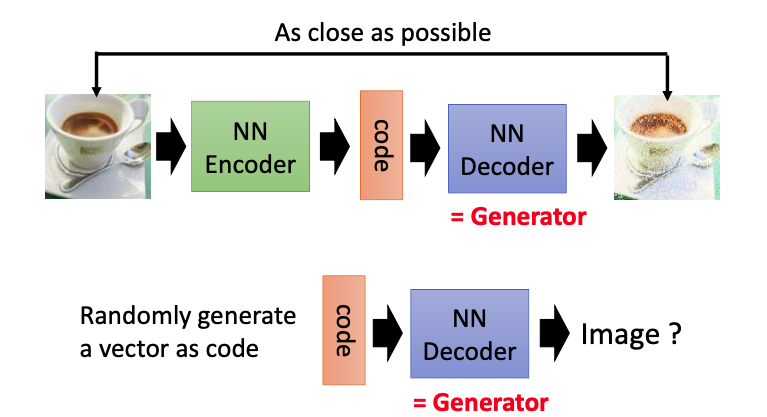 As close as possible
NN
Encoder
code
NN
Decoder
= Generator
Randomly generate
a vector as code
code
NN
Decoder
= Generator
Image ?